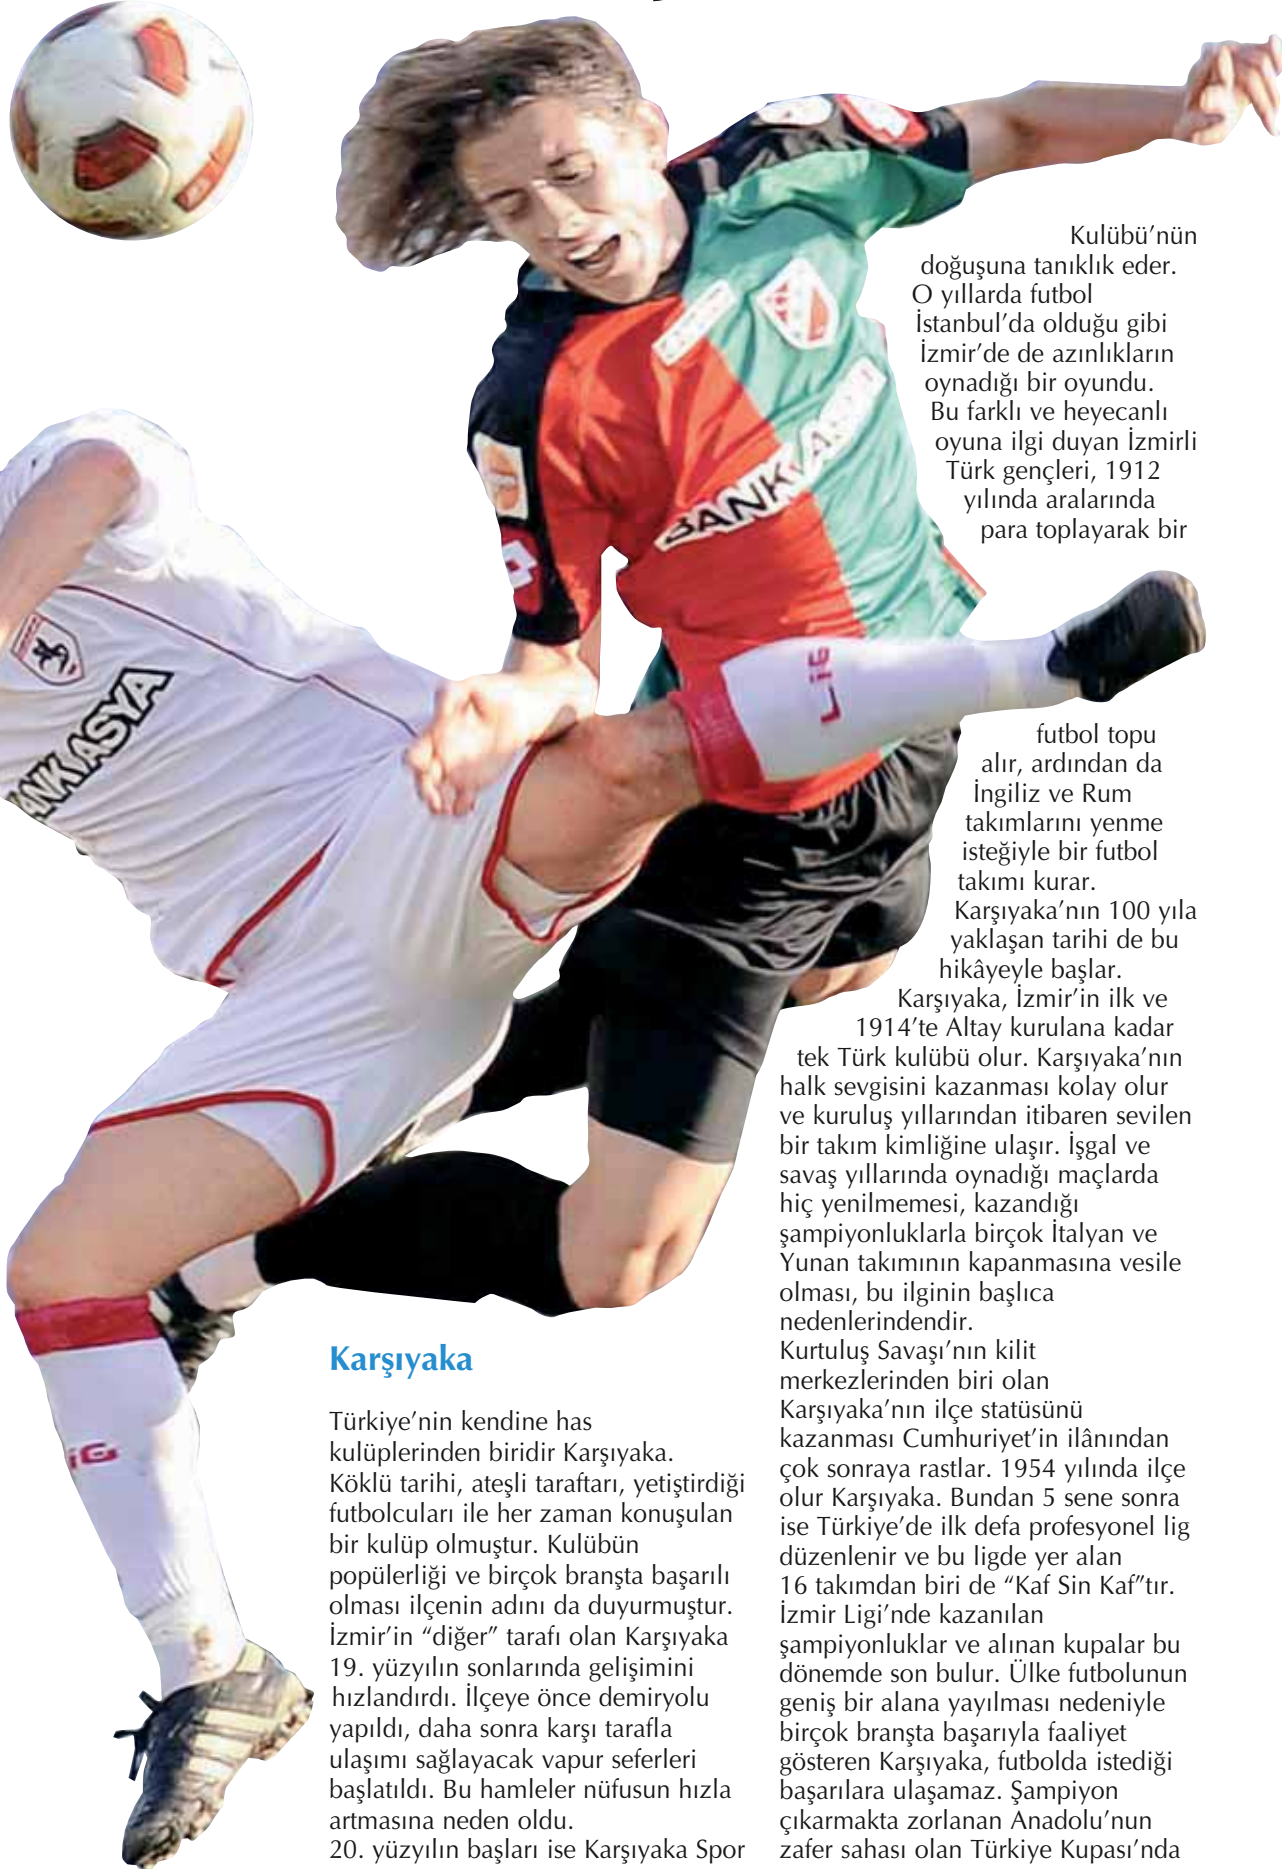 BANK ASYA
LiG
ANK ASYA
iG
Karşıyaka
Türkiye’nin kendine has
kulüplerinden biridir Karşıyaka.
Köklü tarihi, ateşli taraftarı, yetiştirdiği
futbolcuları ile her zaman konuşulan
bir kulüp olmuştur. Kulübün
popülerliği ve birçok branşta başarılı
olması ilçenin adını da duyurmuştur.
İzmir’in “diğer” tarafı olan Karşıyaka
19. yüzyılın sonlarında gelişimini
hızlandırdı. İlçeye önce demiryolu
yapıldı, daha sonra karşı tarafla
ulaşımı sağlayacak vapur seferleri
başlatıldı. Bu hamleler nüfusun hızla
artmasına neden oldu.
20. yüzyılın başları ise Karşıyaka Spor
Kulübü’nün
doğuşuna tanıklık eder.
O yıllarda futbol
İstanbul’da olduğu gibi
İzmir’de de azınlıkların
oynadığı bir oyundu.
Bu farklı ve heyecanlı
oyuna ilgi duyan İzmirli
Türk gençleri, 1912
yılında aralarında
para toplayarak bir
futbol topu
alır, ardından da
İngiliz ve Rum
takımlarını yenme
isteğiyle bir futbol
takımı kurar.
Karşıyaka’nın 100 yıla
yaklaşan tarihi de bu
hikâyeyle başlar.
Karşıyaka, İzmir’in ilk ve
1914’te Altay kurulana kadar
tek Türk kulübü olur. Karşıyaka’nın
halk sevgisini kazanması kolay olur
ve kuruluş yıllarından itibaren sevilen
bir takım kimliğine ulaşır. İşgal ve
savaş yıllarında oynadığı maçlarda
hiç yenilmemesi, kazandığı
şampiyonluklarla birçok İtalyan ve
Yunan takımının kapanmasına vesile
olması, bu ilginin başlıca
nedenlerindendir.
Kurtuluş Savaşı’nın kilit
merkezlerinden biri olan
Karşıyaka’nın ilçe statüsünü
kazanması Cumhuriyet’in ilânından
çok sonraya rastlar. 1954 yılında ilçe
olur Karşıyaka. Bundan 5 sene sonra
ise Türkiye’de ilk defa profesyonel lig
düzenlenir ve bu ligde yer alan
16 takımdan biri de “Kaf Sin Kaf”tır.
İzmir Ligi’nde kazanılan
şampiyonluklar ve alınan kupalar bu
dönemde son bulur. Ülke futbolunun
geniş bir alana yayılması nedeniyle
birçok branşta başarıyla faaliyet
gösteren Karşıyaka, futbolda istediği
başarılara ulaşamaz. Şampiyon
çıkarmakta zorlanan Anadolu’nun
zafer sahası olan Türkiye Kupası’nda